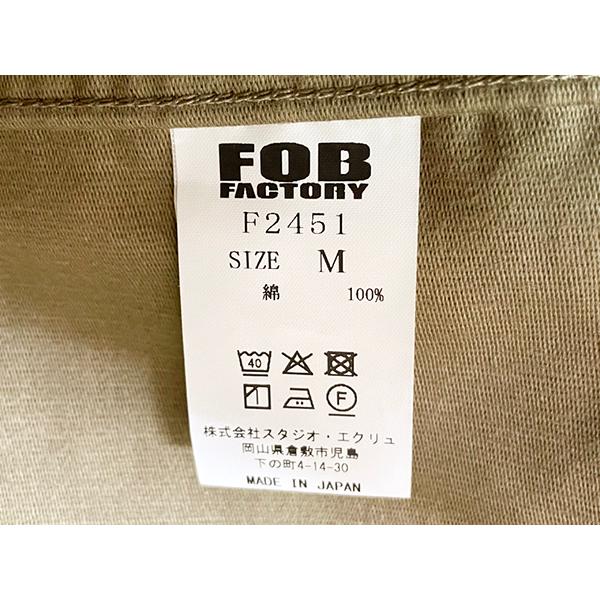 FOB
FACTORY
F2451
SIZE M
綿 100%
40
F
株式会社スタジオ・エクリュ
岡山県倉敷市児島
下の町4-14-30
MADE IN JAPAN